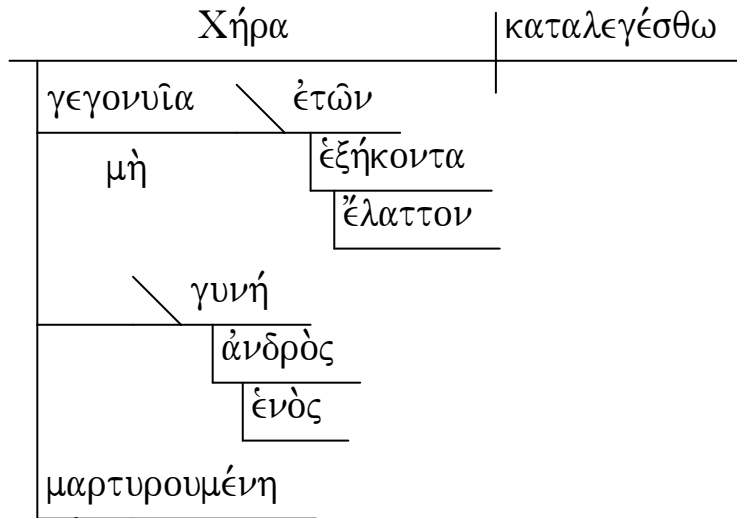 Χήρα καταλεγέσθω
γεγονυῖα ἐτῶν
μὴ ἑξήκοντα
ἔλαττον
γυνή
ἀνδρὸς
ἑνὸς
μαρτυρουμένη